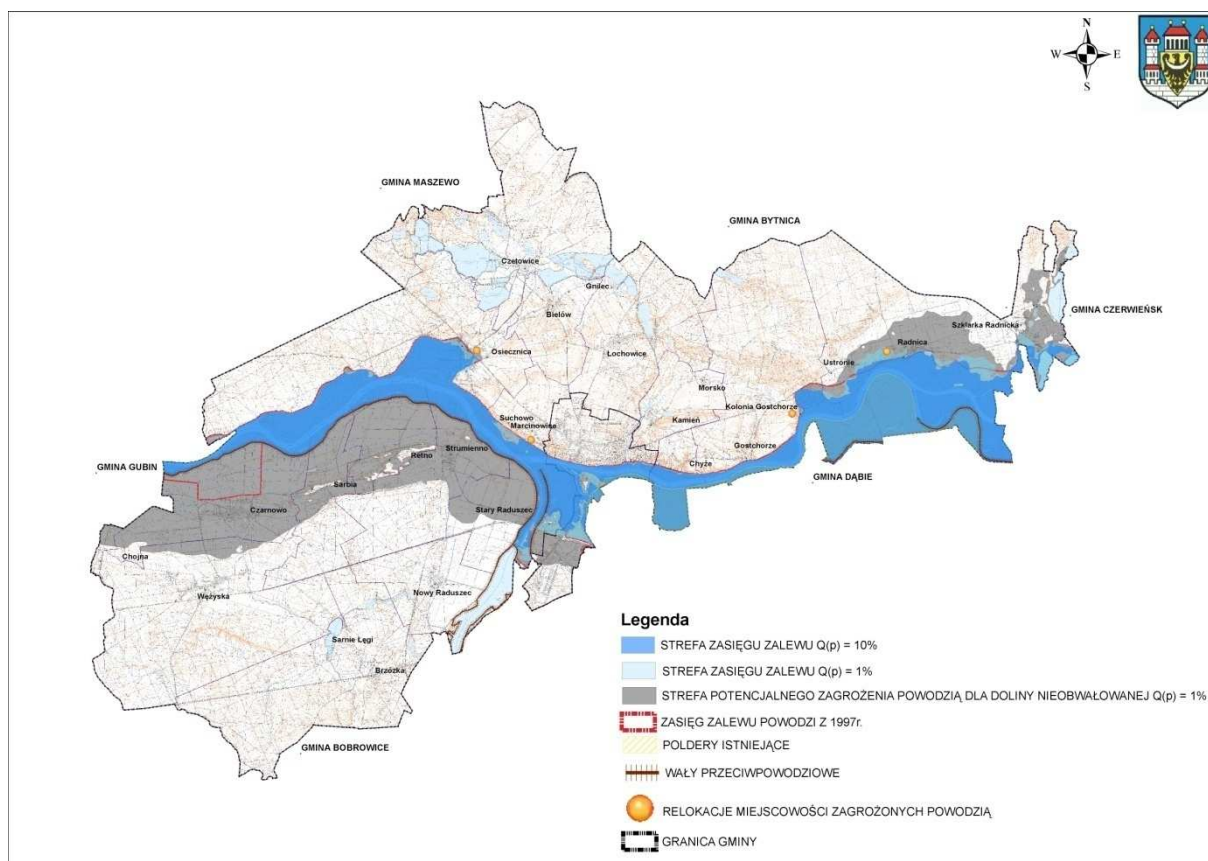 N
W
E
S
GMINA MASZEWO
GMINA BYTNICA
GMINA CZERWIEŃSK
Czetowice
Gnilec
Bielów
Szklarka Radnicka
Radnica
Osiecznica
Łochowice
Ustronie
Morsko
Kolonia Gostchorze
Suchowo
Marcinowice
Kamień
Gostchorze
Chyże
GMINA DĄBIE
Strumienno
Retno
GMINA GUBIN
Sarbia
Czarnowo
Stary Raduszec
Chojna
Wężyska
Nowy Raduszec
Sarnie Łęgi
Brzózka
GMINA BOBROWICE
Legenda
STREFA ZASIĘGU ZALEWU Q(p) = 10%
STREFA ZASIĘGU ZALEWU Q(p) = 1%
STREFA POTENCJALNEGO ZAGROŻENIA POWODZIĄ DLA DOLINY NIEOBWAŁOWANEJ Q(p) = 1%
ZASIĘG ZALEWU POWODZI Z 1997r.
POLDERY ISTNIEJĄCE
WAŁY PRZECIWPOWODZIOWE
RELOKACJE MIEJSCOWOŚCI ZAGROŻONYCH POWODZIĄ
GRANICA GMINY